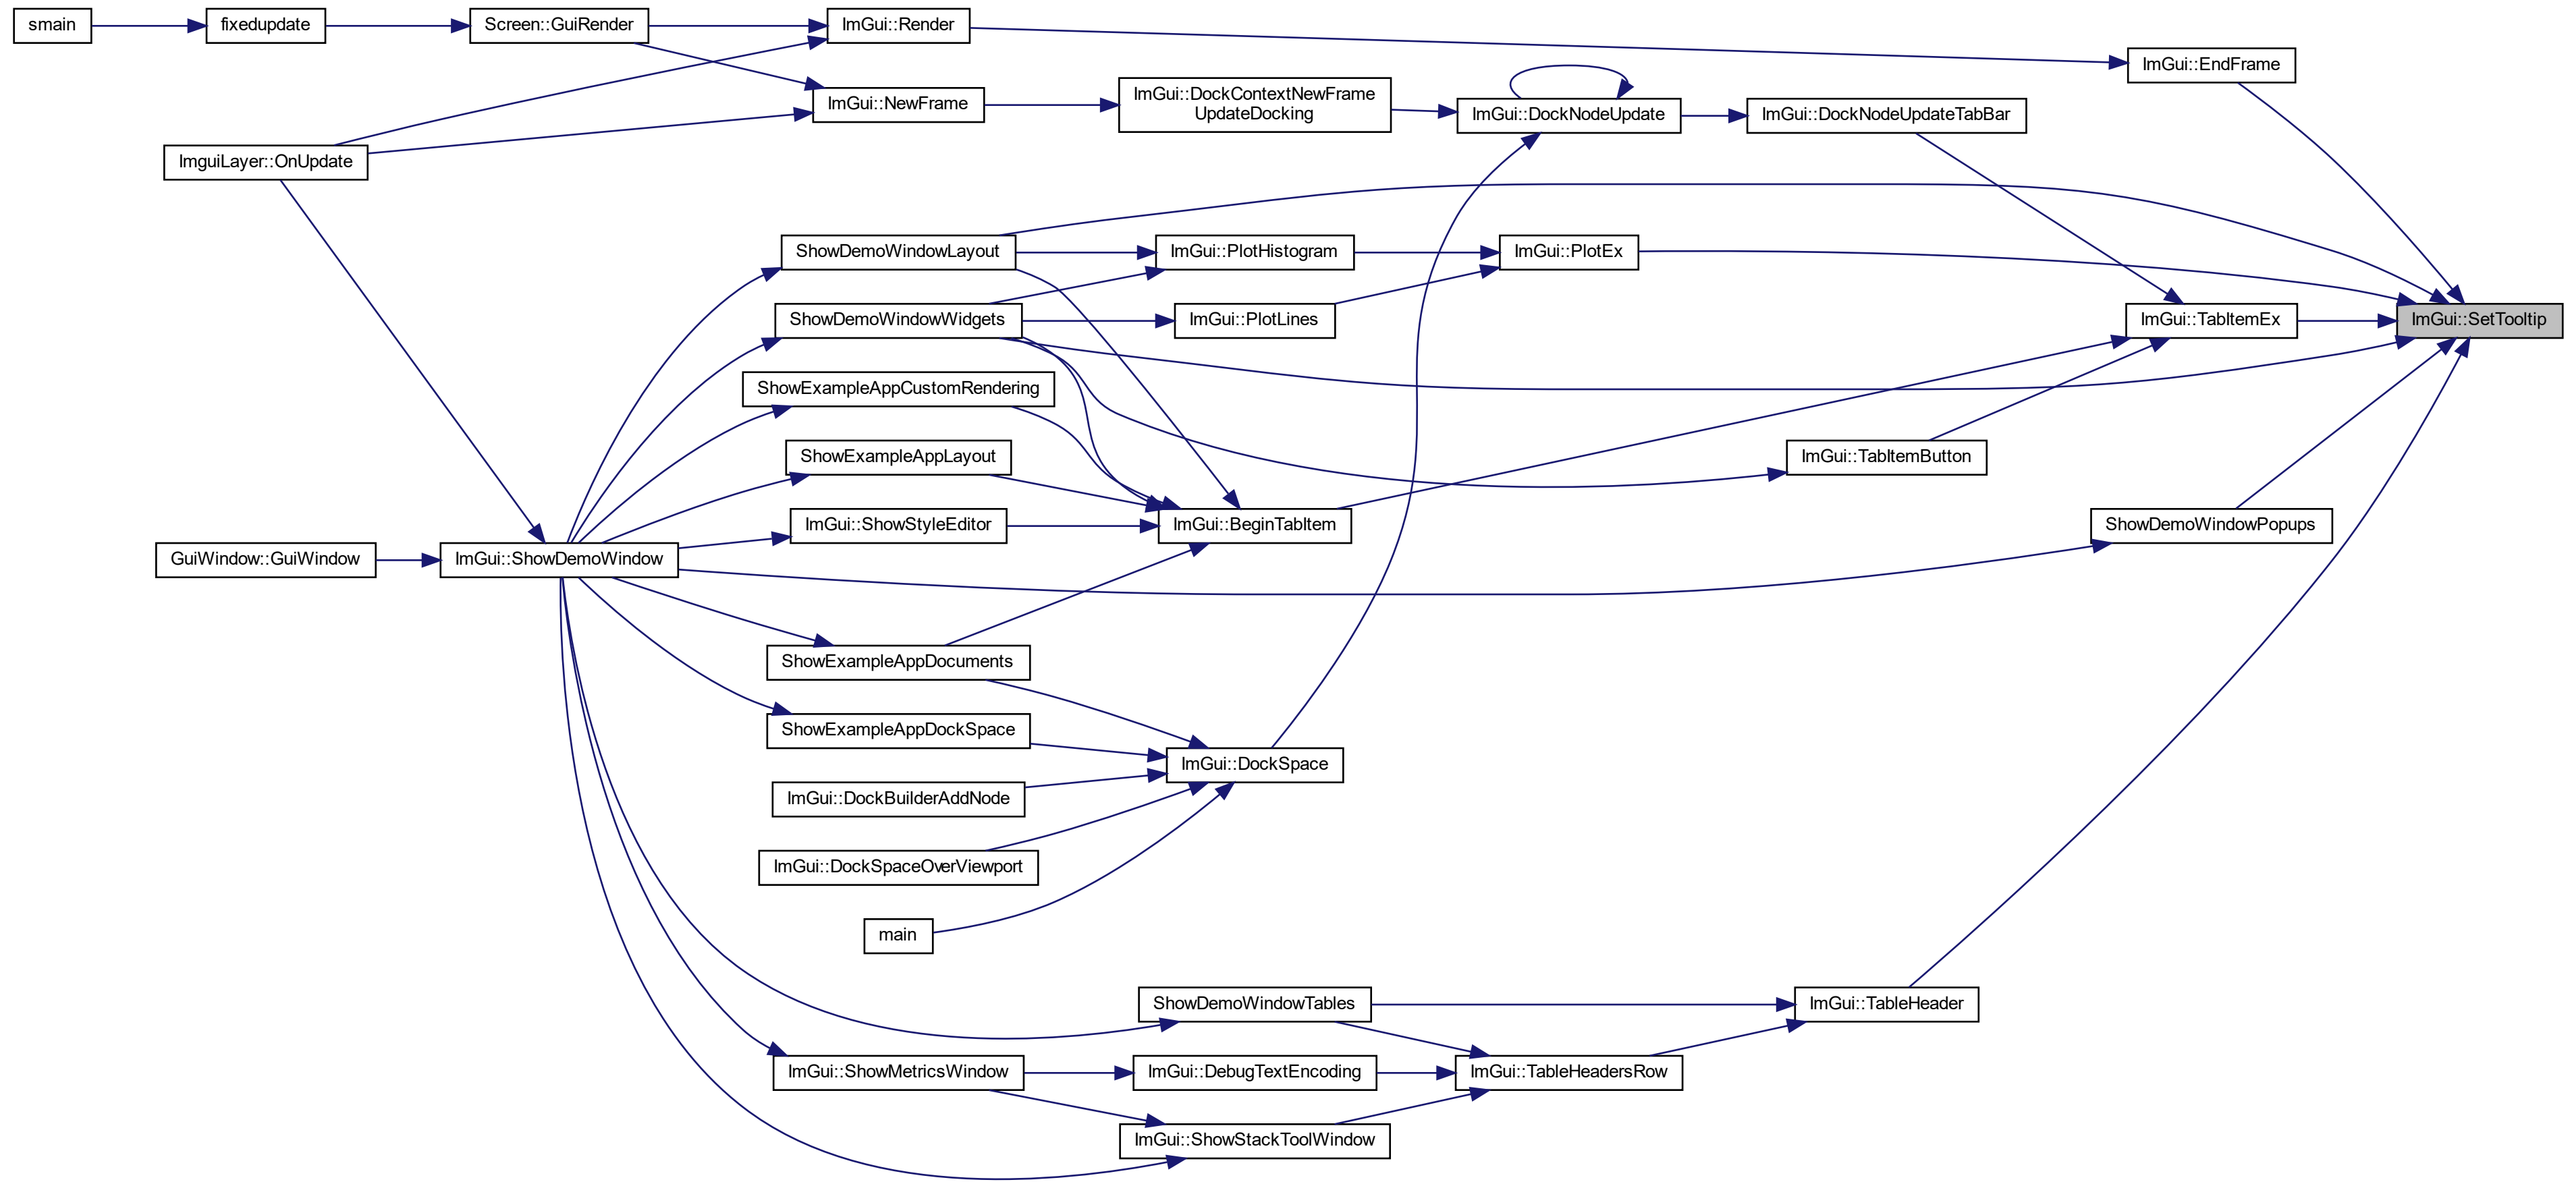 smain
fixedupdate
Screen::GuiRender
ImGui::Render
ImGui::EndFrame
ImGui::NewFrame
ImGui::DockContextNewFrame
UpdateDocking
ImGui::DockNodeUpdate
ImGui::DockNodeUpdateTabBar
ImguiLayer::OnUpdate
ShowDemoWindowLayout
ImGui::PlotHistogram
ImGui::PlotEx
ShowDemoWindowWidgets
ImGui::PlotLines
ImGui::TabItemEx
ImGui::SetTooltip
ShowExampleAppCustomRendering
ShowExampleAppLayout
ImGui::TabItemButton
ImGui::ShowStyleEditor
ImGui::BeginTabItem
ShowDemoWindowPopups
GuiWindow::GuiWindow
ImGui::ShowDemoWindow
ShowExampleAppDocuments
ShowExampleAppDockSpace
ImGui::DockSpace
ImGui::DockBuilderAddNode
ImGui::DockSpaceOverViewport
main
ShowDemoWindowTables
ImGui::TableHeader
ImGui::ShowMetricsWindow
ImGui::DebugTextEncoding
ImGui::TableHeadersRow
ImGui::ShowStackToolWindow